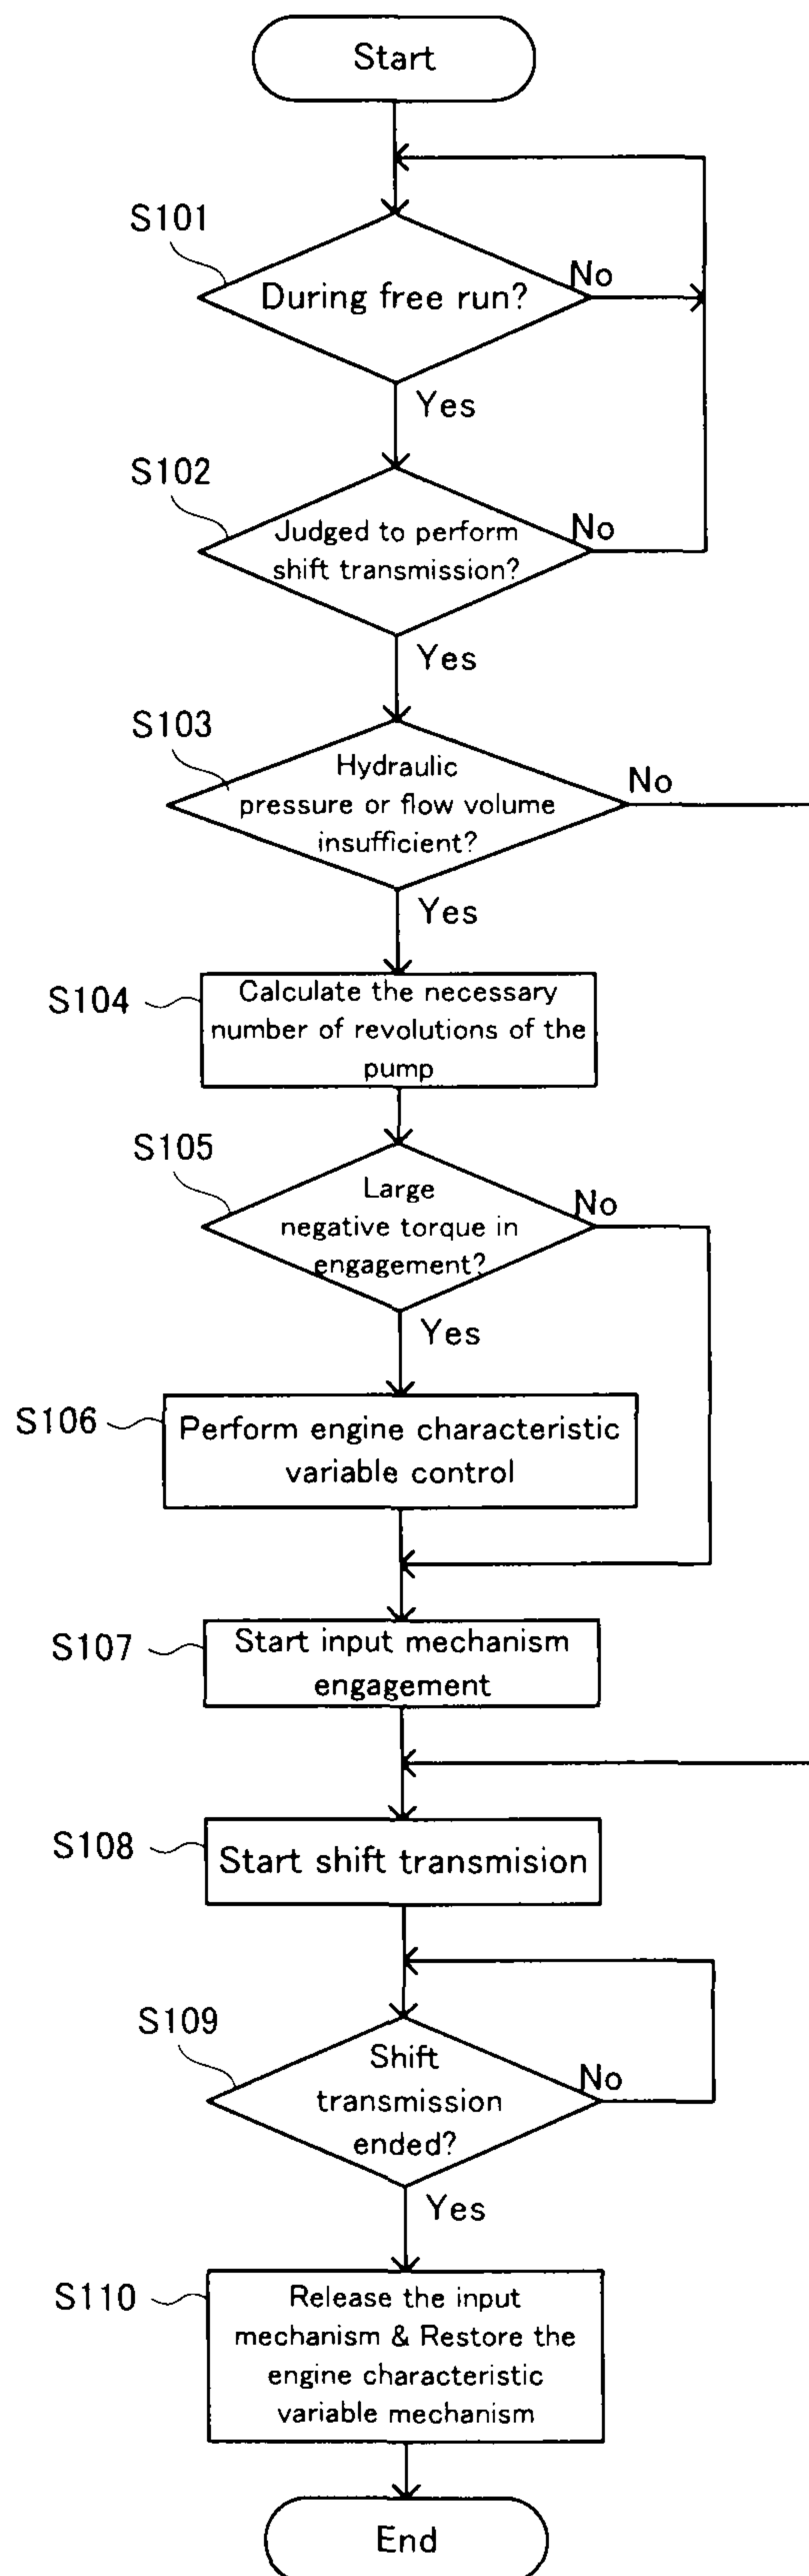 Start
S101
During free run?
No
Yes
S102
Judged to perform
shift transmission?
No
Yes
S103
Hydraulic
pressure or flow volume
insufficient?
No
Yes
S104
Calculate the necessary
number of revolutions of the
pump
S105
Large
negative torque in
engagement?
No
Yes
S106
Perform engine characteristic
variable control
S107
Start input mechanism
engagement
S108
Start shift transmision
S109
Shift
transmission
ended?
No
Yes
S110
Release the input
mechanism & Restore the
engine characteristic
variable mechanism
End